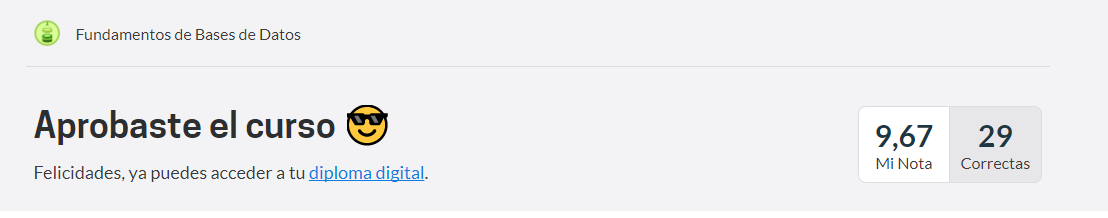 Fundamentos de Bases de Datos
Aprobaste el curso 😎
Felicidades, ya puedes acceder a tu diploma digital.
9,67
Mi Nota
29
Correctas